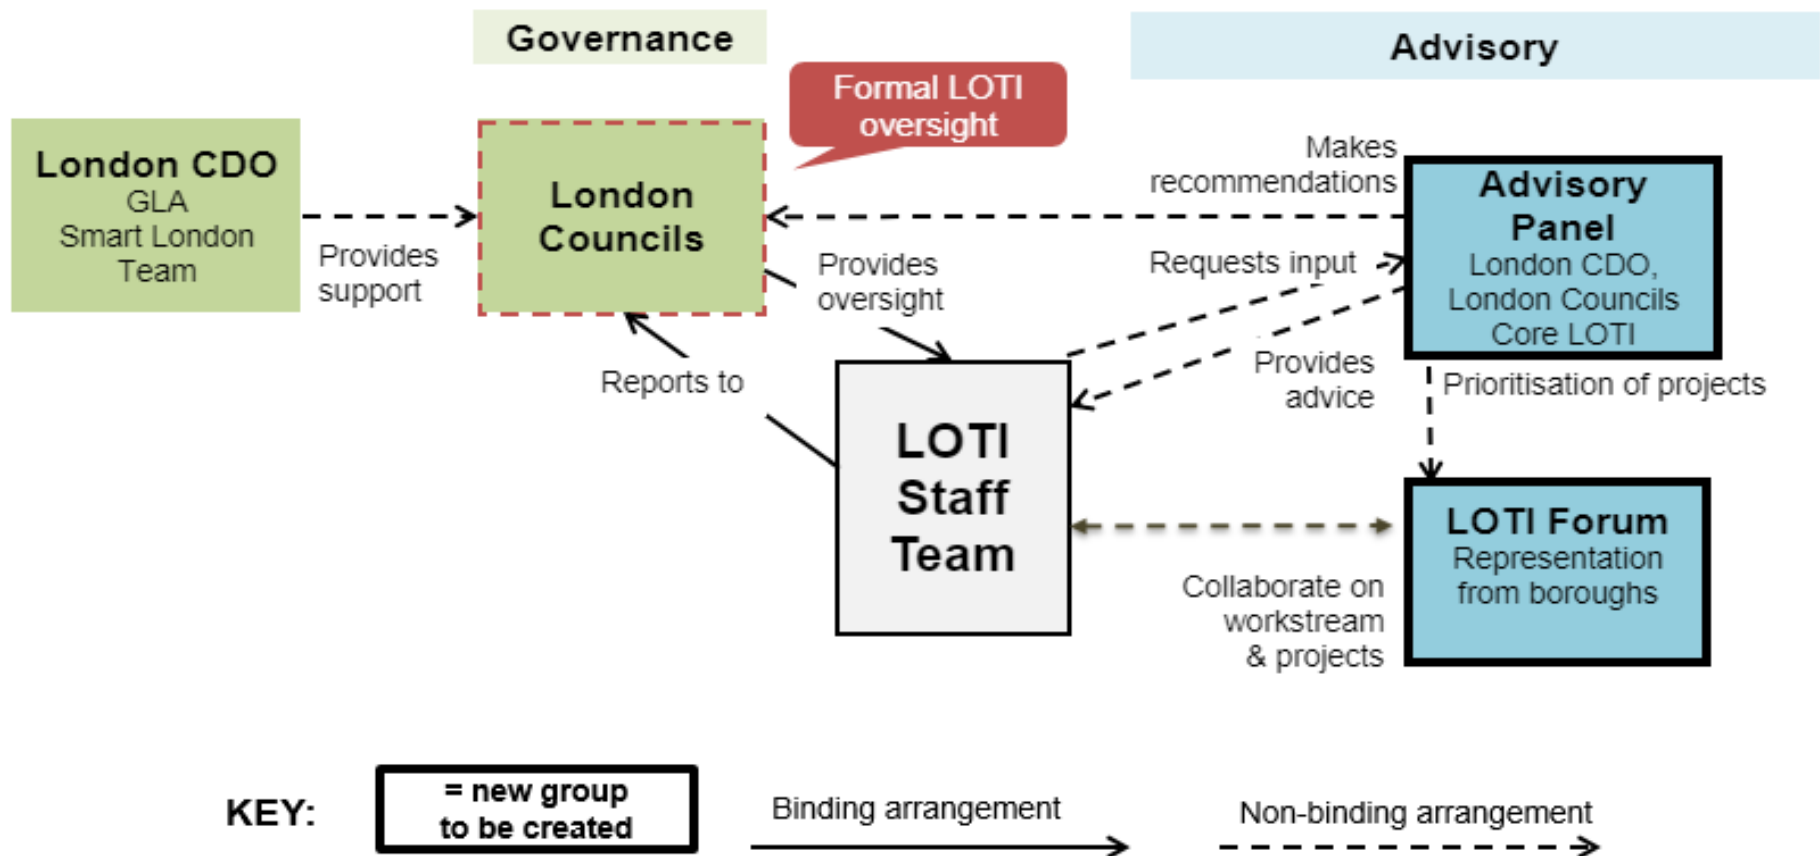 Governance
Advisory
Formal LOTI
oversight
London CDO
GLA
Smart London
Team
Provides
support
London
Councils
Provides
oversight
Reports to
Makes
recommendations
Requests input
Provides
advice
Advisory
Panel
London CDO,
London Councils
Core LOTI
Prioritisation of projects
LOTI
Staff
Team
LOTI Forum
Representation
from boroughs
Collaborate on
workstream
& projects
KEY:
= new group
to be created
Binding arrangement
Non-binding arrangement